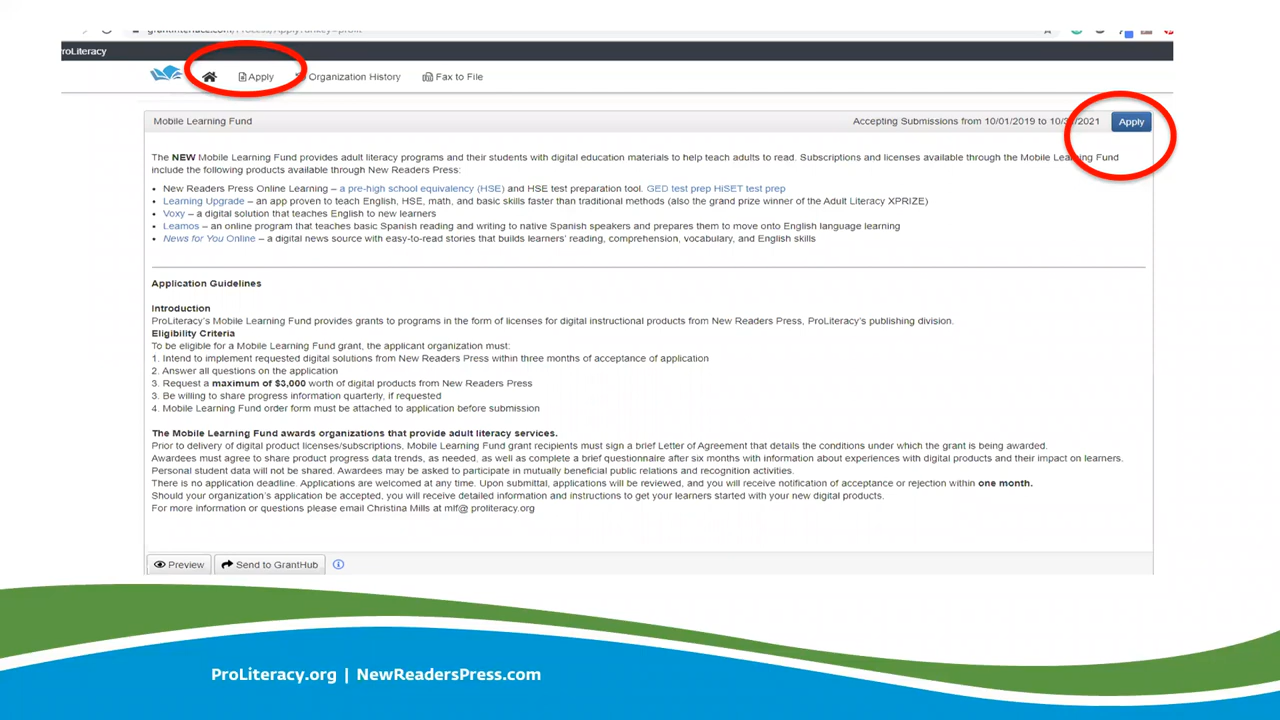 ProLiteracy
Apply
Organization History
Fax to File
Mobile Learning Fund
Accepting Submissions from 10/01/2019 to 10/3 /2021
Apply
The NEW Mobile Learning Fund provides adult literacy programs and their students with digital education materials to help teach adults to read. Subscriptions and licenses available through the Mobile Learning Fund
include the following products available through New Readers Press:
• New Readers Press Online Learning – a pre-high school equivalency (HSE) and HSE test preparation tool. GED test prep HiSET test prep
• Learning Upgrade – an app proven to teach English, HSE, math, and basic skills faster than traditional methods (also the grand prize winner of the Adult Literacy XPRIZE)
• Voxy – a digital solution that teaches English to new learners
• Leamos – an online program that teaches basic Spanish reading and writing to native Spanish speakers and prepares them to move onto English language learning
• News for You Online – a digital news source with easy-to-read stories that builds learners' reading, comprehension, vocabulary, and English skills
Application Guidelines
Introduction
ProLiteracy's Mobile Learning Fund provides grants to programs in the form of licenses for digital instructional products from New Readers Press, ProLiteracy's publishing division.
Eligibility Criteria
To be eligible for a Mobile Learning Fund grant, the applicant organization must:
1. Intend to implement requested digital solutions from New Readers Press within three months of acceptance of application
2. Answer all questions on the application
3. Request a maximum of $3,000 worth of digital products from New Readers Press
3. Be willing to share progress information quarterly, if requested
4. Mobile Learning Fund order form must be attached to application before submission
The Mobile Learning Fund awards organizations that provide adult literacy services.
Prior to delivery of digital product licenses/subscriptions, Mobile Learning Fund grant recipients must sign a brief Letter of Agreement that details the conditions under which the grant is being awarded.
Awardees must agree to share product progress data trends, as needed, as well as complete a brief questionnaire after six months with information about experiences with digital products and their impact on learners.
Personal student data will not be shared. Awardees may be asked to participate in mutually beneficial public relations and recognition activities.
There is no application deadline. Applications are welcomed at any time. Upon submittal, applications will be reviewed, and you will receive notification of acceptance or rejection within one month.
Should your organization's application be accepted, you will receive detailed information and instructions to get your learners started with your new digital products.
For more information or questions please email Christina Mills at mlf@ proliteracy.org
Preview
Send to GrantHub
ProLiteracy.org | NewReadersPress.com